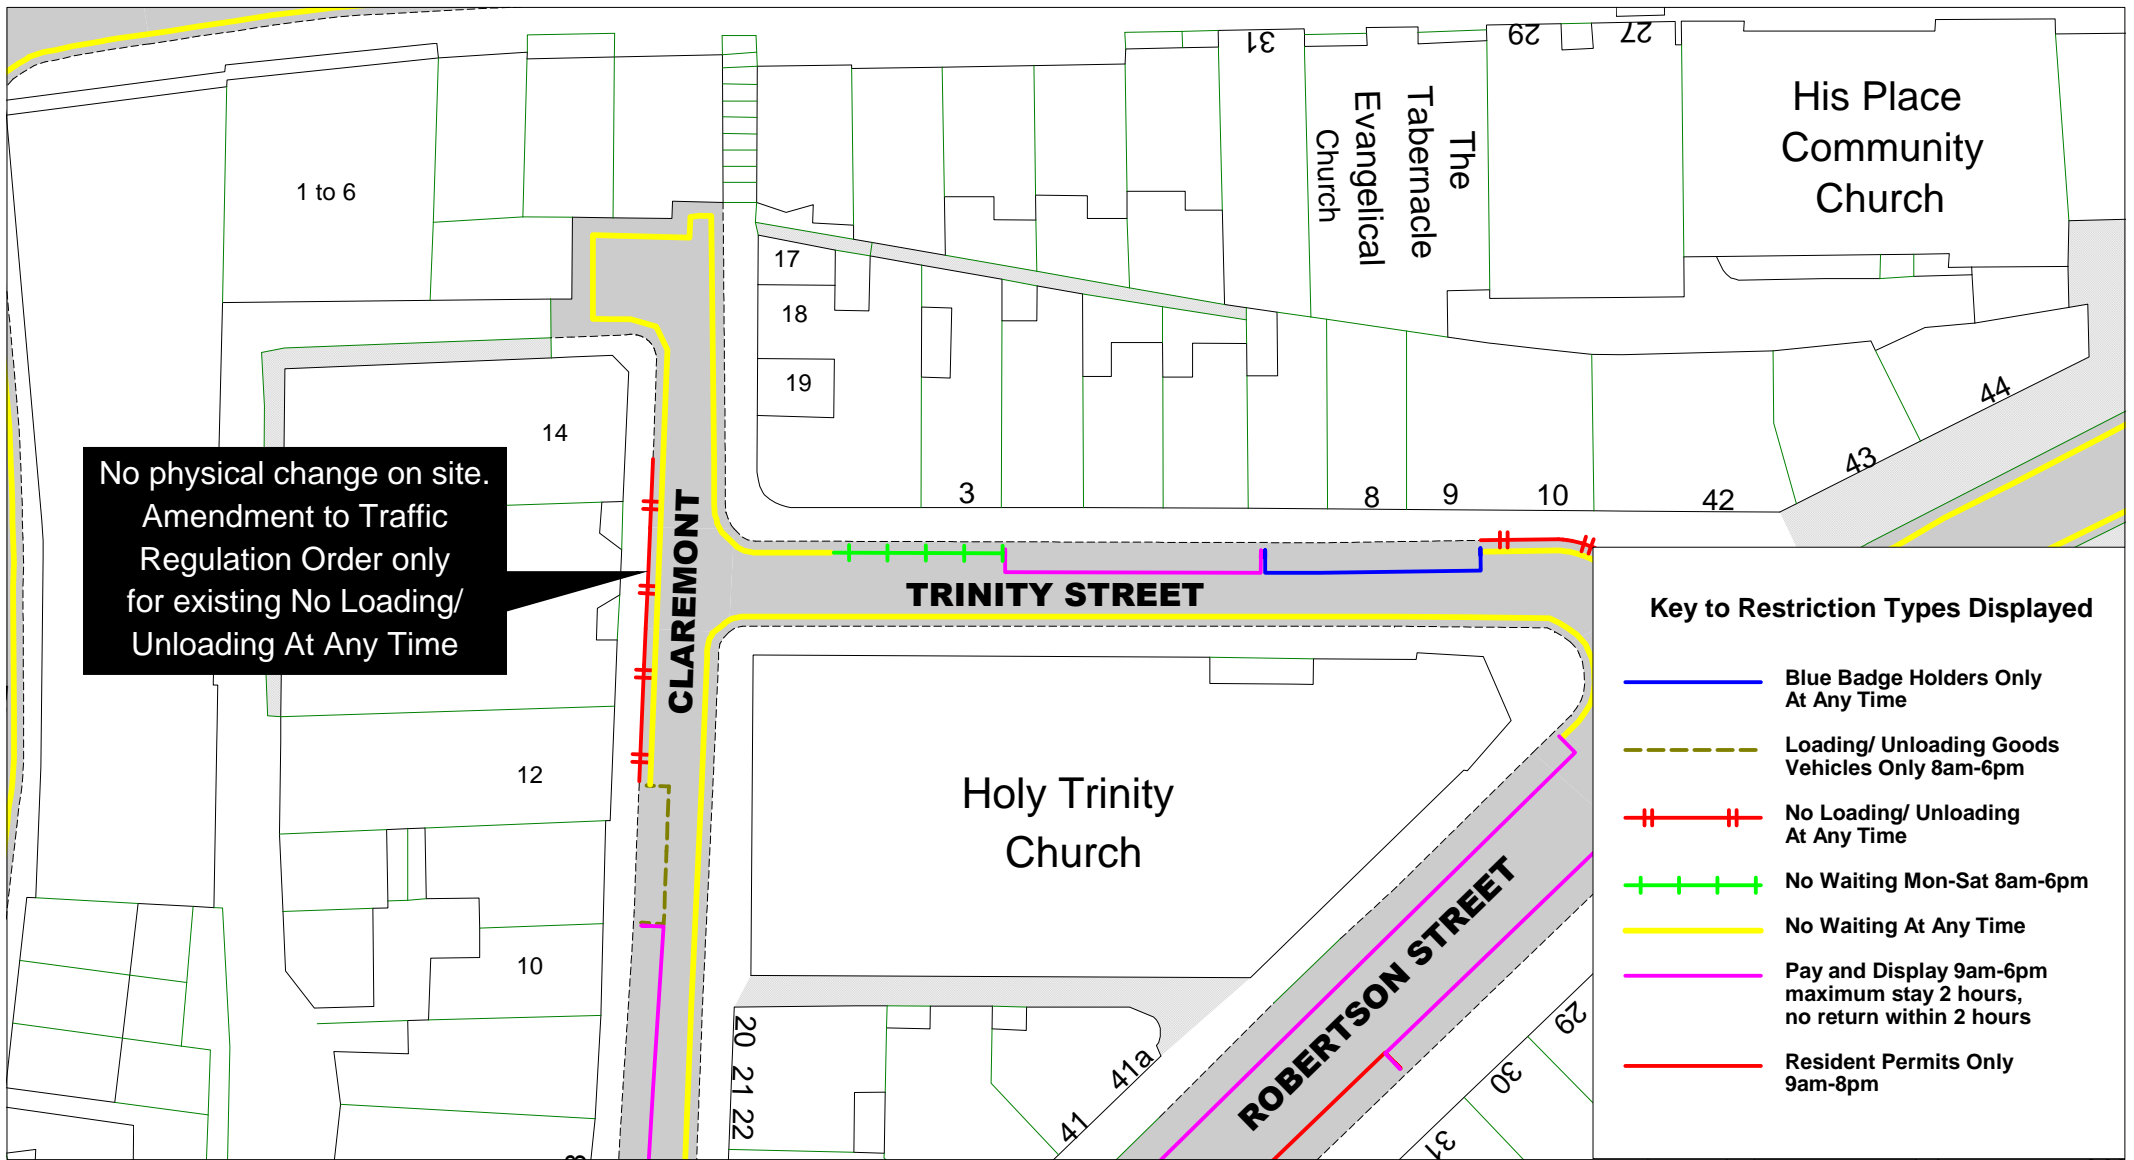 31
29
27
The
Tabernacle
Evangelical
Church
His Place
Community
Church
1 to 6
17
18
19
14
3
8
9
10
42
43
44
No physical change on site.
Amendment to Traffic
Regulation Order only
for existing No Loading/
Unloading At Any Time
CLAREMONT
TRINITY STREET
12
10
Holy Trinity
Church
ROBERTSON STREET
20
21
22
41
41a
29
30
31
Key to Restriction Types Displayed
Blue Badge Holders Only
At Any Time
Loading/ Unloading Goods
Vehicles Only 8am-6pm
No Loading/ Unloading
At Any Time
No Waiting Mon-Sat 8am-6pm
No Waiting At Any Time
Pay and Display 9am-6pm
maximum stay 2 hours,
no return within 2 hours
Resident Permits Only
9am-8pm